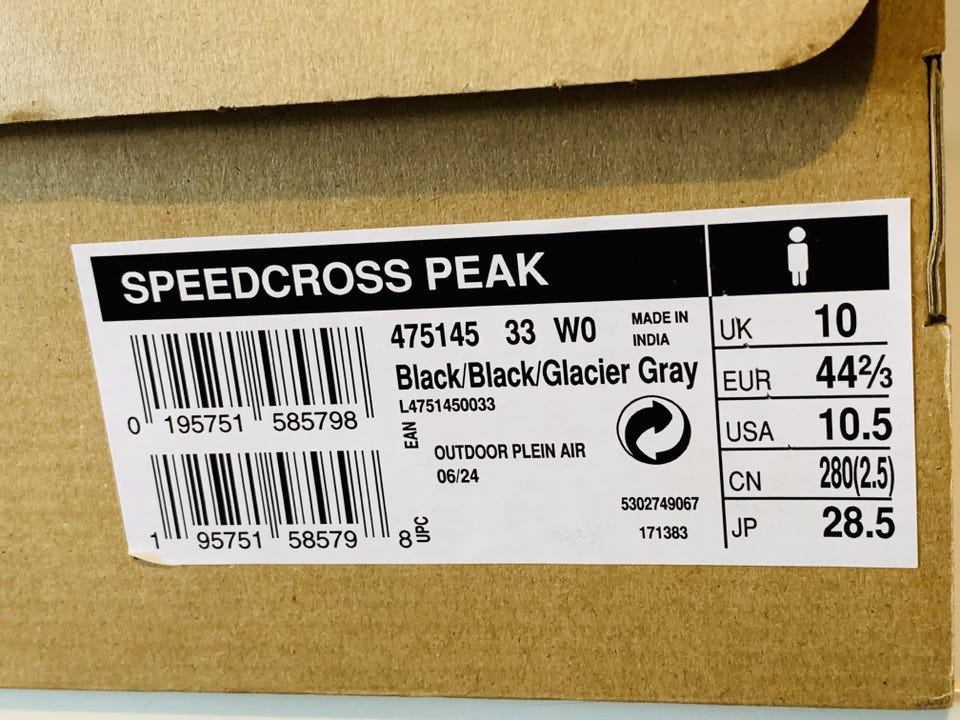 SPEEDCROSS PEAK
0 195751 585798
EAN
1 95751 58579 8
UPC
475145 33 W0
MADE IN
INDIA
Black/Black/Glacier Gray
L4751450033
OUTDOOR PLEIN AIR
06/24
5302749067
171383
UK 10
EUR 44⅔
USA 10.5
CN 280(2.5)
JP 28.5